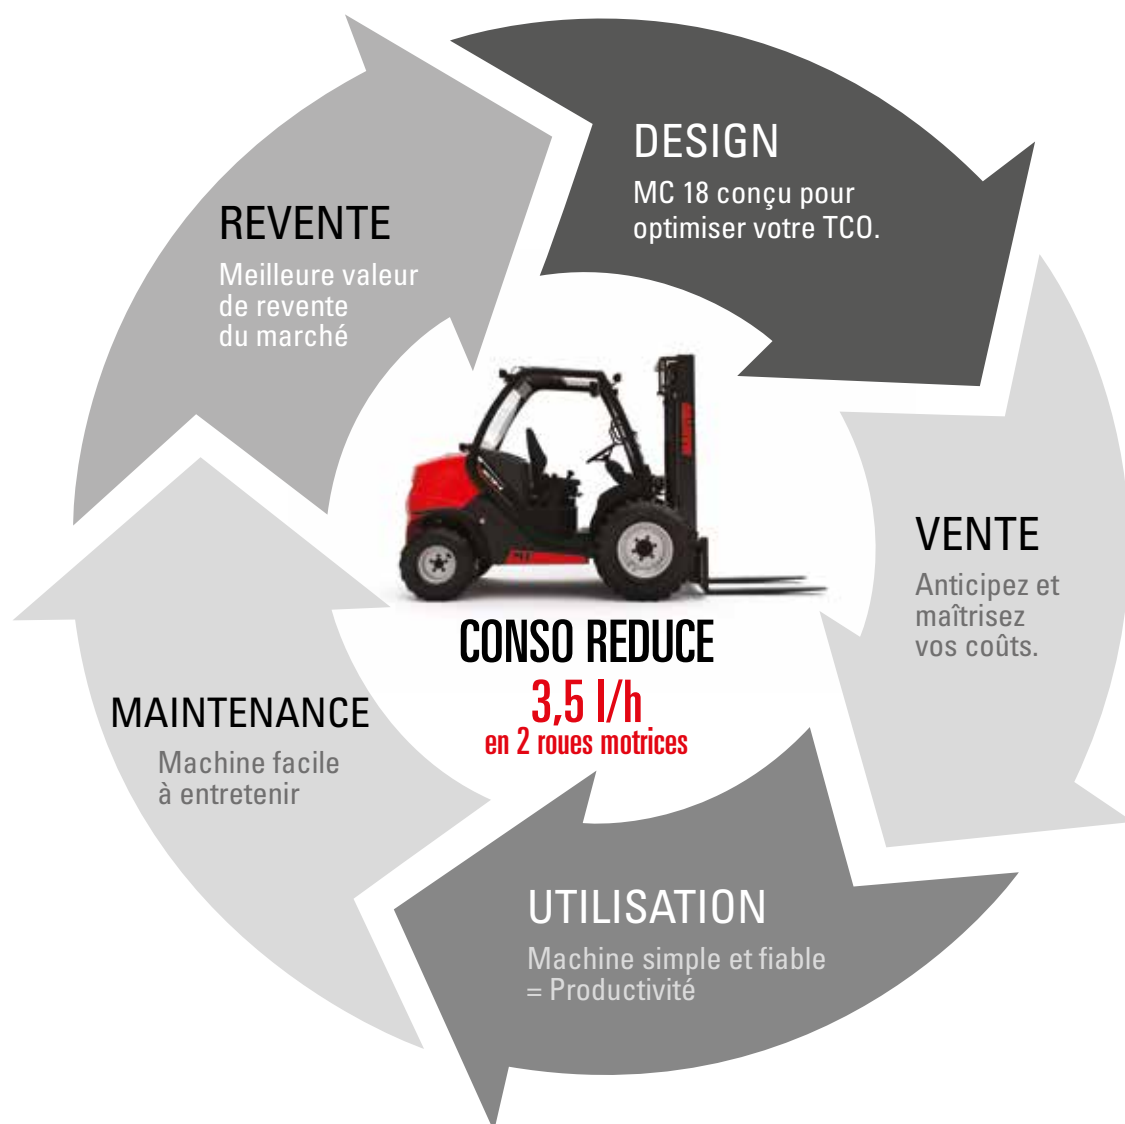 DESIGN
MC 18 conçu pour
optimiser votre TCO.
REVENTE
Meilleure valeur
de revente
du marché
VENTE
Anticipez et
maîtrisez
vos coûts.
CONSO REDUCE
3,5 l/h
en 2 roues motrices
MAINTENANCE
Machine facile
à entretenir
UTILISATION
Machine simple et fiable
= Productivité